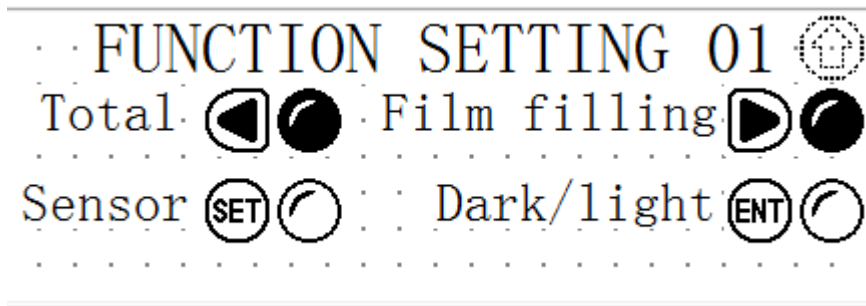 FUNCTION SETTING 01
Total Film filling
Sensor SET Dark/light ENT